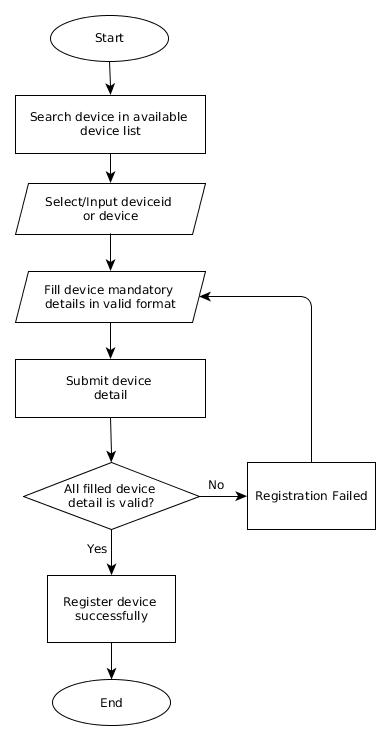 Start
Search device in available
device list
Select/Input deviceid
or device
Fill device mandatory
details in valid format
Submit device
detail
All filled device
detail is valid?
No
Registration Failed
Yes
Register device
successfully
End